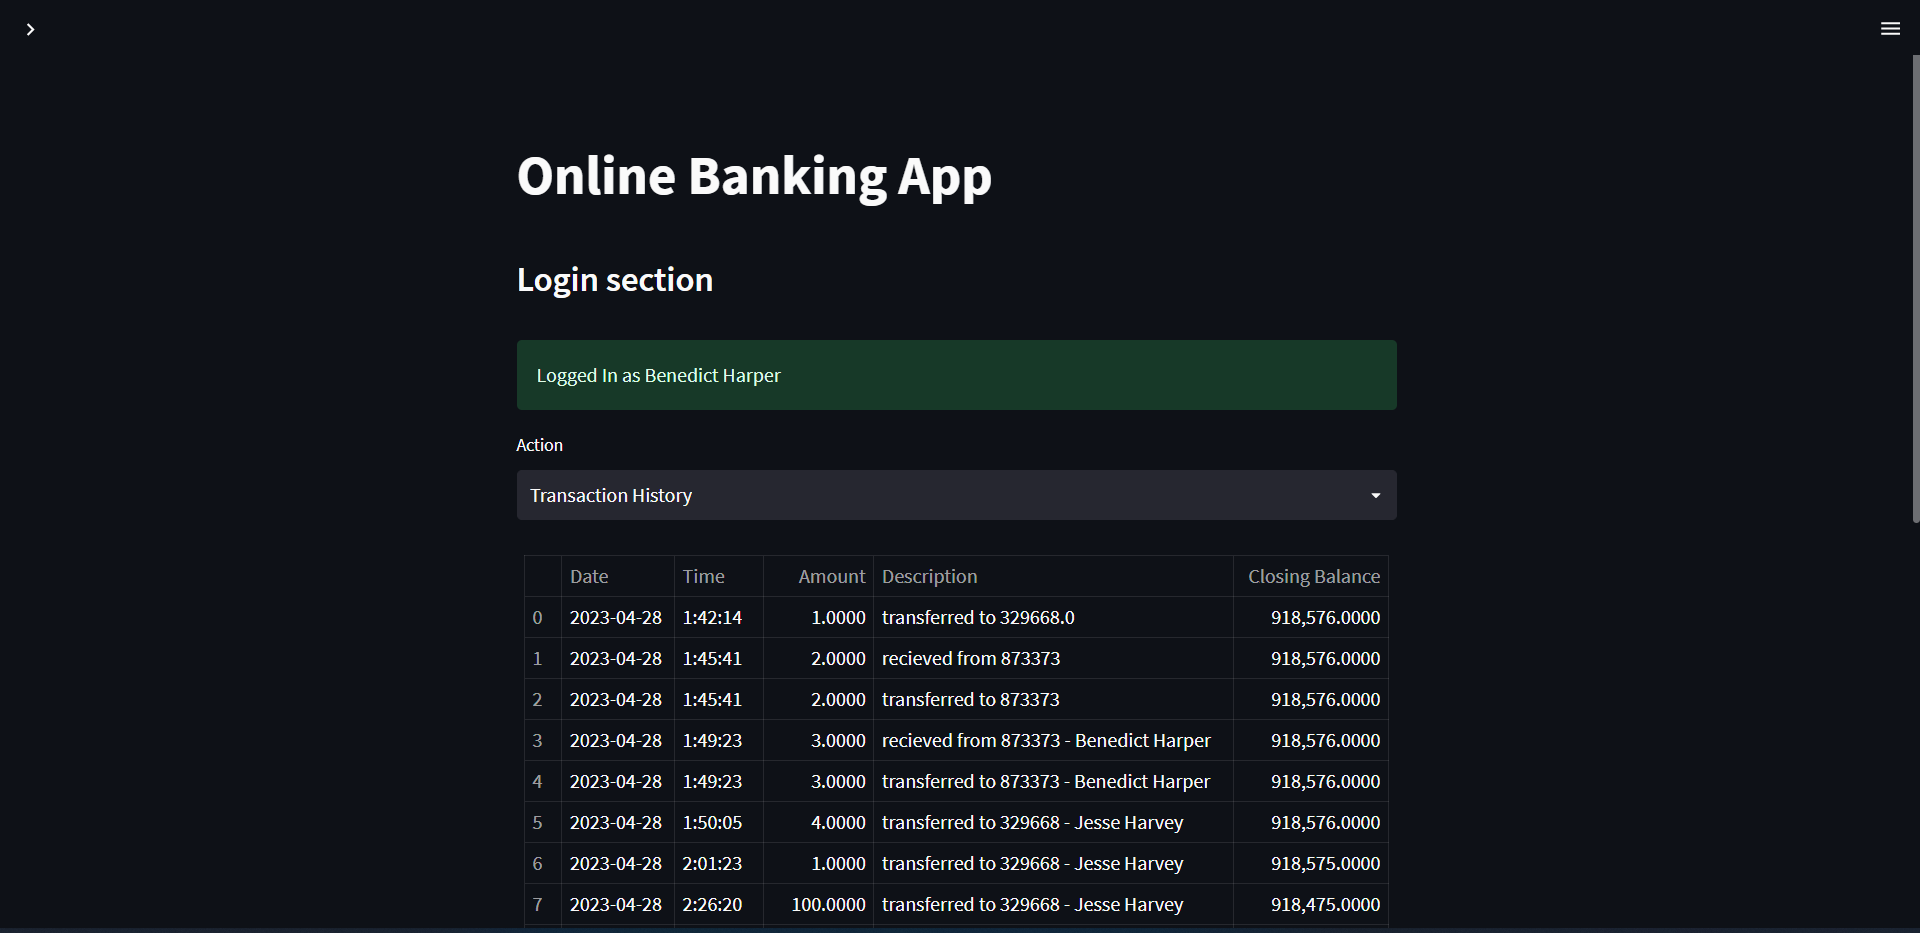 Online Banking App
Login section
Logged In as Benedict Harper
Action
Transaction History
Date Time Amount Description Closing Balance
0 2023-04-28 1:42:14 1.0000 transferred to 329668.0 918,576.0000
1 2023-04-28 1:45:41 2.0000 recieved from 873373 918,576.0000
2 2023-04-28 1:45:41 2.0000 transferred to 873373 918,576.0000
3 2023-04-28 1:49:23 3.0000 recieved from 873373 - Benedict Harper 918,576.0000
4 2023-04-28 1:49:23 3.0000 transferred to 873373 - Benedict Harper 918,576.0000
5 2023-04-28 1:50:05 4.0000 transferred to 329668 - Jesse Harvey 918,576.0000
6 2023-04-28 2:01:23 1.0000 transferred to 329668 - Jesse Harvey 918,575.0000
7 2023-04-28 2:26:20 100.0000 transferred to 329668 - Jesse Harvey 918,475.0000